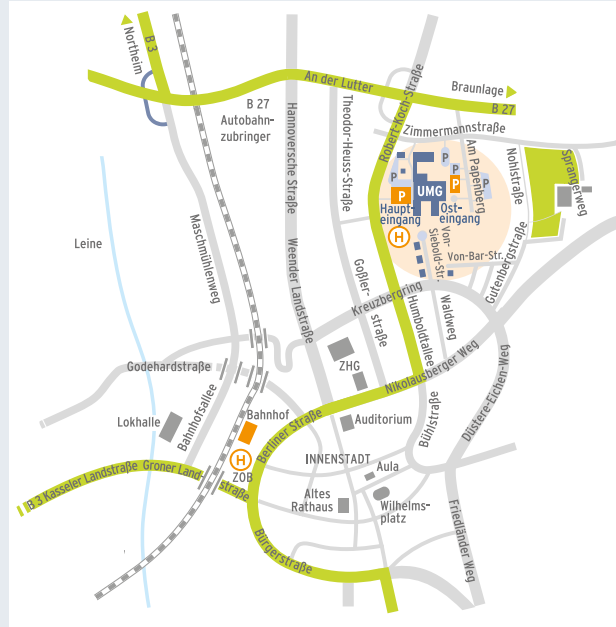 Northeim
B 3
An der Lutter
Braunlage
B 27
B 27
Autobahn-
zubringer
Hannoversche Straße
Theodor-Heuss-Straße
Robert-Koch-Straße
Zimmermannstraße
Am Papenberg
Nohlstraße
Sprangerweg
P
P
P
P
P
P
UMG
Haupt-
eingang
Ost-
eingang
H
Von-
Siebold-Str.
Von-Bar-Str.
Gutenbergstraße
Leine
Maschmühlenweg
Weender Landstraße
Goßler-
straße
Kreuzbergring
Humboldtallee
Waldweg
Godehardstraße
ZHG
Nikolausberger Weg
Düstere-Eichen-Weg
Lokhalle
Bahnhofsallee
Bahnhof
Berliner Straße
Auditorium
Bühlstraße
H
ZOB
INNENSTADT
Aula
B 3 Kasseler Landstraße
Groner Land-
straße
Altes
Rathaus
Wilhelms-
platz
Friedländer Weg
Bürgerstraße